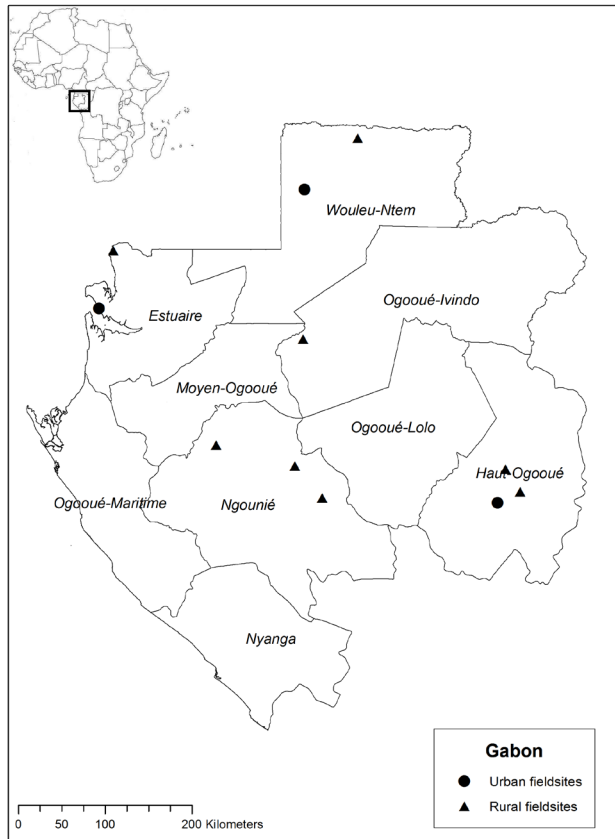 Wouleu-Ntem
Ogooué-Ivindo
Estuaire
Moyen-Ogooué
Ogooué-Lolo
Haut-Ogooué
Ogooué-Maritime
Ngounié
Nyanga
Gabon
Urban fieldsites
Rural fieldsites
0 50 100 200 Kilometers